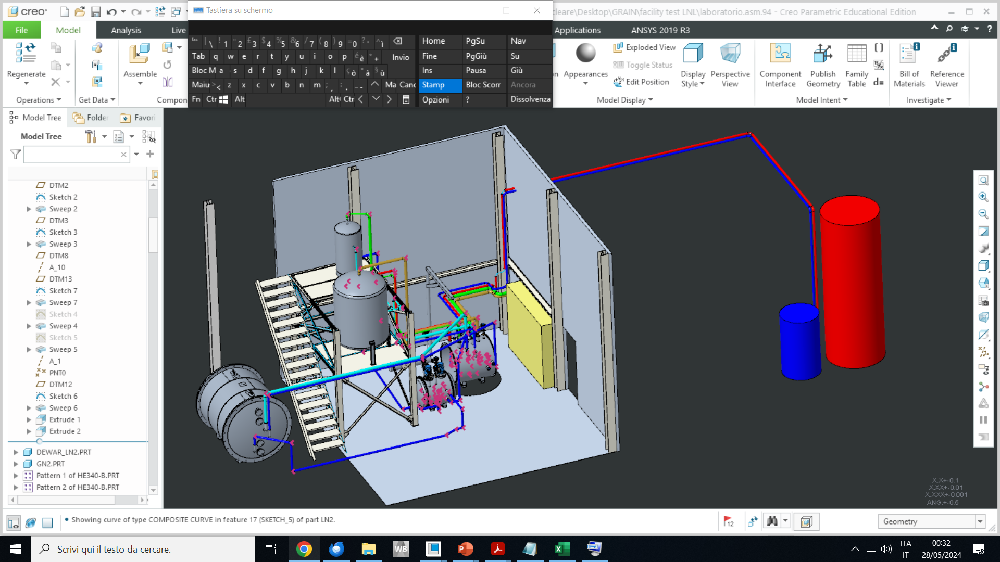 creo
Tastiera su schermo
cleare\Desktop\GRAIN\facility test LNL\laboratorio.asm.94 - Creo Parametric Educational Edition
File
Model
Analysis
Live
Applications
ANSYS 2019 R3
Esc | \ ! 1 " 2 £ 3 $ 4 % 5 & 6 / 7 ( 8 ) 9 = 0 ? ' ^ ì
Home
PgSu
Nav
Tab q w e r t y u i o p é è * +
Invio
Fine
PgGiù
Su
Bloc M a s d f g h j k l ç ò ° à § ù
Ins
Pausa
Giù
Maiu > < z x c v b n m ; , : . _ -
Ma
Canc
Stamp
Bloc Scorr
Ancora
Fn
Ctr
Alt
Ctr
Opzioni
?
Dissolvenza
Regenerate
Operations
Get Data
Assemble
Compon
Appearances
Exploded View
Toggle Status
Edit Position
Display Style
Perspective View
Model Display
Component Interface
Publish Geometry
Family Table
Model Intent
Bill of Materials
Reference Viewer
Investigate
Model Tree
Folder
Favori
Model Tree
DTM2
Sketch 2
Sweep 2
DTM3
Sketch 3
Sweep 3
DTM8
A_10
DTM13
Sketch 7
Sweep 7
Sketch 4
Sweep 4
Sketch 5
Sweep 5
A_1
PNT0
DTM12
Sketch 6
Sweep 6
Extrude 1
Extrude 2
DEWAR_LN2.PRT
GN2.PRT
Pattern 1 of HE340-B.PRT
Pattern 2 of HE340-B.PRT
X.X+-0.1
X.XX+-0.01
X.XXX+-0.001
ANG.+-0.5
• Showing curve of type COMPOSITE CURVE in feature 17 (SKETCH_5) of part LN2.
12
Geometry
Scrivi qui il testo da cercare.
WB
ITA
IT
00:32
28/05/2024